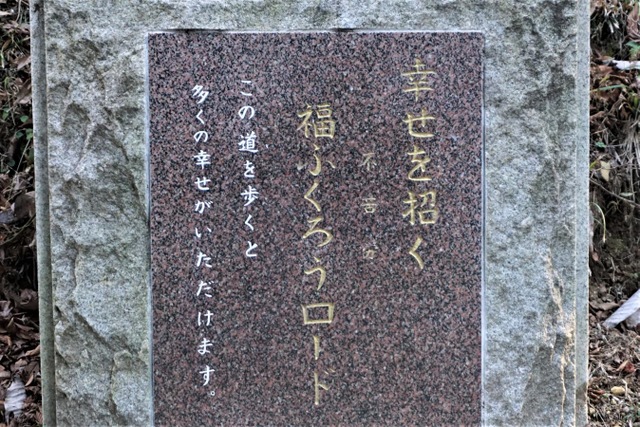 幸せを招く
不苦労
福ふくろうロード
この道を歩くと
多くの幸せがいただけます。